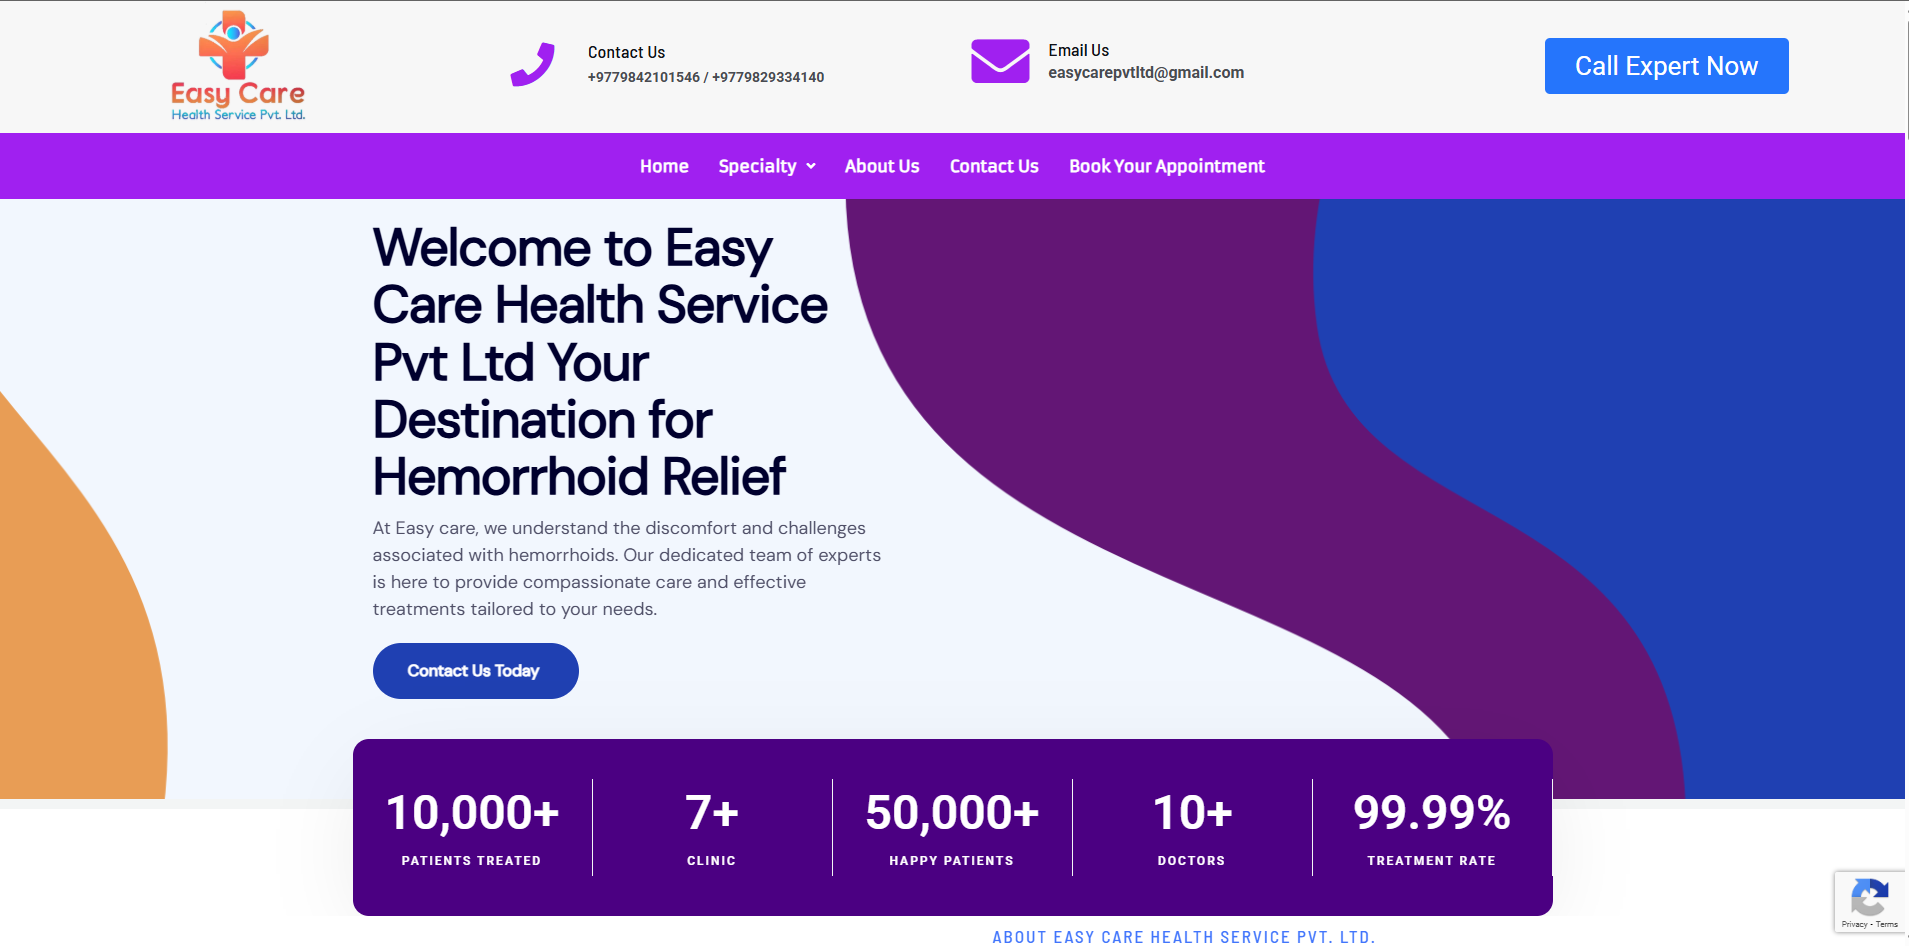 Easy Care
Health Service Pvt. Ltd.
Contact Us
+9779842101546 / +9779829334140
Email Us
easycarepvtltd@gmail.com
Call Expert Now
Home
Specialty
About Us
Contact Us
Book Your Appointment
Welcome to Easy
Care Health Service
Pvt Ltd Your
Destination for
Hemorrhoid Relief
At Easy care, we understand the discomfort and challenges
associated with hemorrhoids. Our dedicated team of experts
is here to provide compassionate care and effective
treatments tailored to your needs.
Contact Us Today
10,000+
PATIENTS TREATED
7+
CLINIC
50,000+
HAPPY PATIENTS
10+
DOCTORS
99.99%
TREATMENT RATE
Privacy - Terms
ABOUT EASY CARE HEALTH SERVICE PVT. LTD.